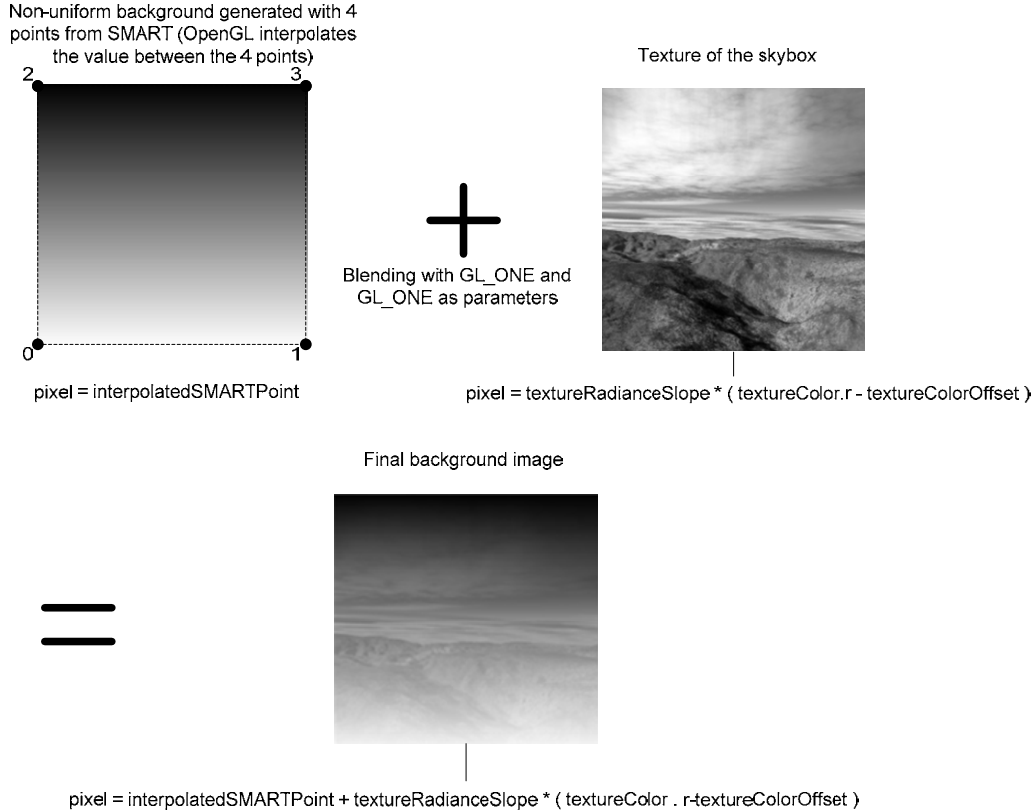 Non-uniform background generated with 4
points from SMART (OpenGL interpolates
the value between the 4 points)
Texture of the skybox
2
3
Blending with GL_ONE and
GL_ONE as parameters
0
1
pixel = interpolatedSMARTPoint
pixel = textureRadianceSlope * ( textureColor.r - textureColorOffset )
Final background image
pixel = interpolatedSMARTPoint + textureRadianceSlope * ( textureColor . r-textureColorOffset )